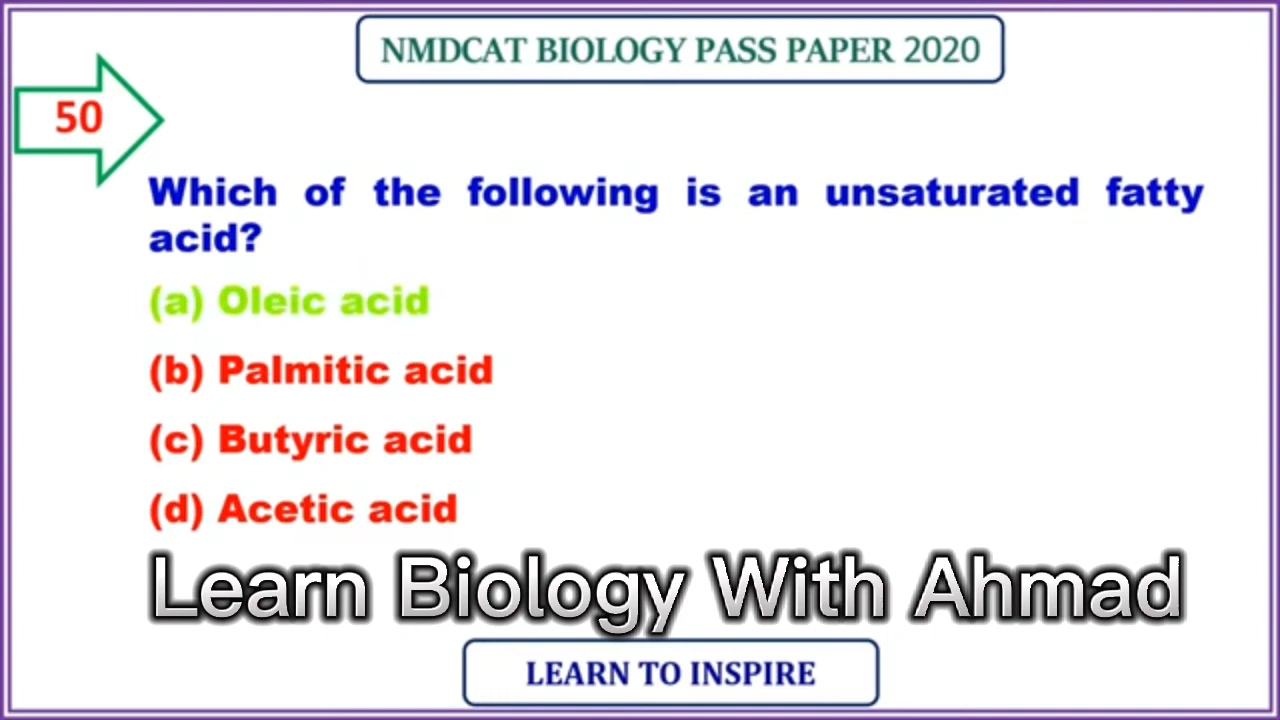 NMDCAT BIOLOGY PASS PAPER 2020
50
Which of the following is an unsaturated fatty
acid?
(a) Oleic acid
(b) Palmitic acid
(c) Butyric acid
(d) Acetic acid
Learn Biology With Ahmad
LEARN TO INSPIRE